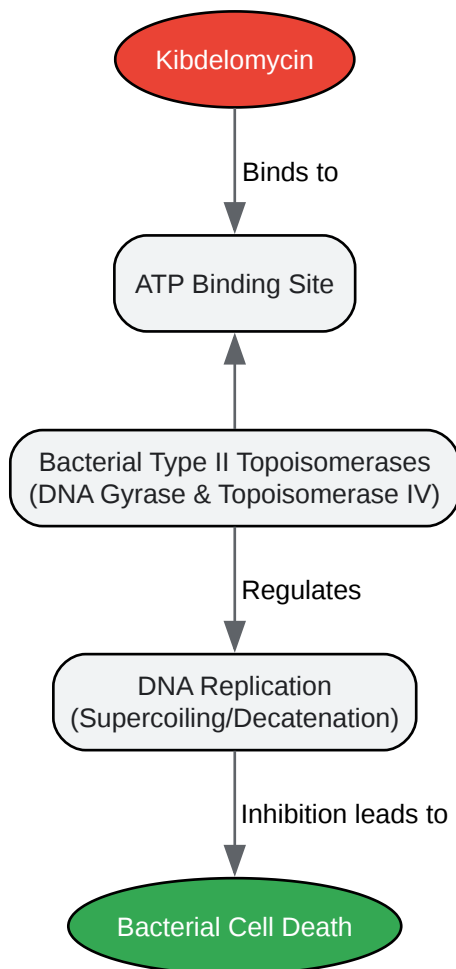 Kibdelomycin
Binds to
ATP Binding Site
Bacterial Type II Topoisomerases
(DNA Gyrase & Topoisomerase IV)
Regulates
DNA Replication
(Supercoiling/Decatenation)
Inhibition leads to
Bacterial Cell Death